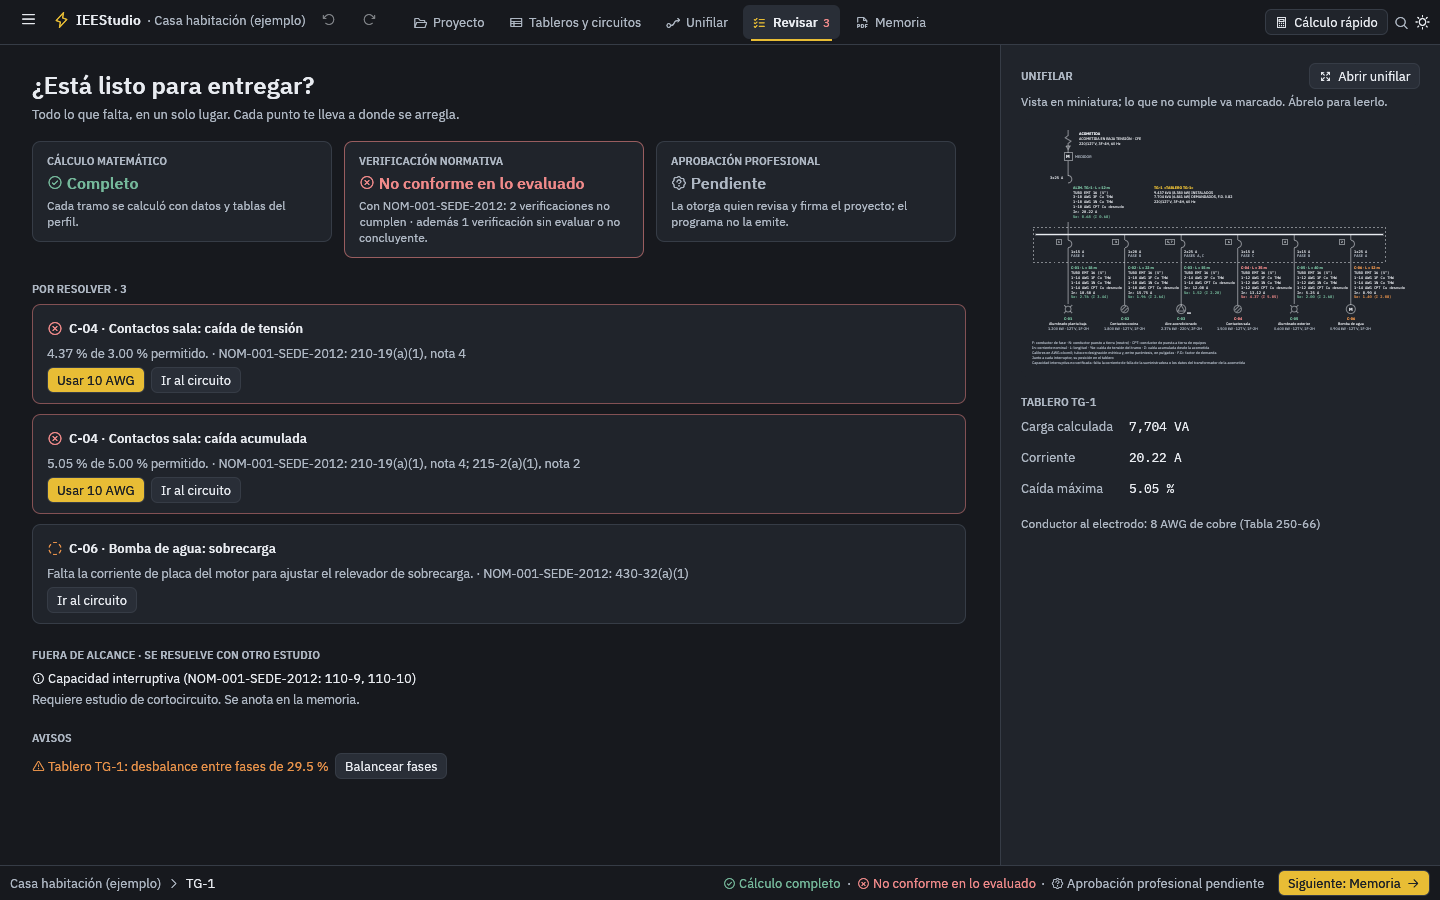 IEEStudio · Casa habitación (ejemplo)
Proyecto
Tableros y circuitos
Unifilar
Revisar 3
Memoria
Cálculo rápido
¿Está listo para entregar?
Todo lo que falta, en un solo lugar. Cada punto te lleva a donde se arregla.
CÁLCULO MATEMÁTICO
Completo
Cada tramo se calculó con datos y tablas del
perfil.
VERIFICACIÓN NORMATIVA
No conforme en lo evaluado
Con NOM-001-SEDE-2012: 2 verificaciones no
cumplen · además 1 verificación sin evaluar o no
concluyente.
APROBACIÓN PROFESIONAL
Pendiente
La otorga quien revisa y firma el proyecto; el
programa no la emite.
POR RESOLVER · 3
C-04 · Contactos sala: caída de tensión
4.37 % de 3.00 % permitido. · NOM-001-SEDE-2012: 210-19(a)(1), nota 4
Usar 10 AWG
Ir al circuito
C-04 · Contactos sala: caída acumulada
5.05 % de 5.00 % permitido. · NOM-001-SEDE-2012: 210-19(a)(1), nota 4; 215-2(a)(1), nota 2
Usar 10 AWG
Ir al circuito
C-06 · Bomba de agua: sobrecarga
Falta la corriente de placa del motor para ajustar el relevador de sobrecarga. · NOM-001-SEDE-2012: 430-32(a)(1)
Ir al circuito
FUERA DE ALCANCE · SE RESUELVE CON OTRO ESTUDIO
Capacidad interruptiva (NOM-001-SEDE-2012: 110-9, 110-10)
Requiere estudio de cortocircuito. Se anota en la memoria.
AVISOS
Tablero TG-1: desbalance entre fases de 29.5 %
Balancear fases
UNIFILAR
Abrir unifilar
Vista en miniatura; lo que no cumple va marcado. Ábrelo para leerlo.
ACOMETIDA
MEDIDOR
TABLERO TG-1
Carga calculada 7,704 VA
Corriente 20.22 A
Caída máxima 5.05 %
Conductor al electrodo: 8 AWG de cobre (Tabla 250-66)
Casa habitación (ejemplo) > TG-1
Cálculo completo · No conforme en lo evaluado · Aprobación profesional pendiente
Siguiente: Memoria →